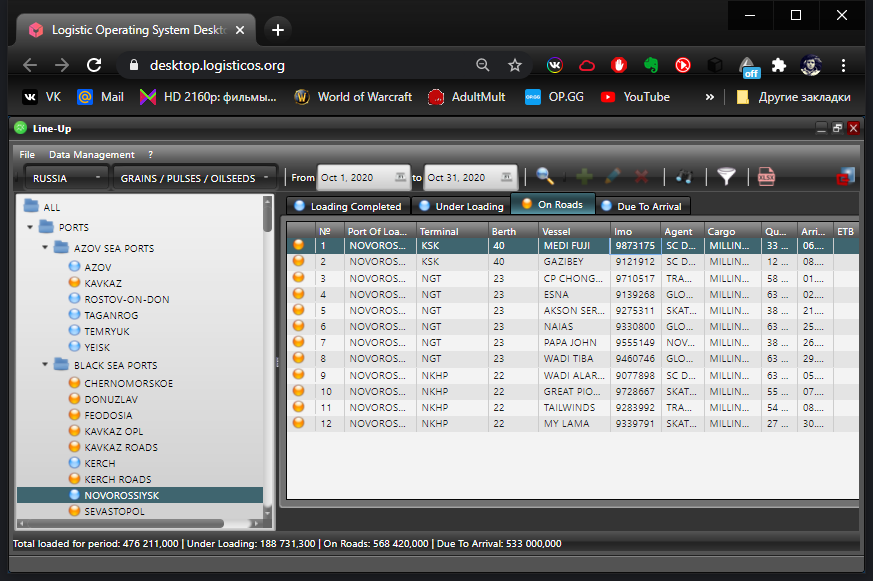 Logistic Operating System Deskto
desktop.logisticos.org
off
VK Mail HD 2160p: фильмы... World of Warcraft AdultMult OP.GG YouTube » Другие закладки
Line-Up
File Data Management ?
RUSSIA GRAINS / PULSES / OILSEEDS From Oct 1, 2020 to Oct 31, 2020 XLSX
ALL
PORTS
AZOV SEA PORTS
AZOV
KAVKAZ
ROSTOV-ON-DON
TAGANROG
TEMRYUK
YEISK
BLACK SEA PORTS
CHERNOMORSKOE
DONUZLAV
FEODOSIA
KAVKAZ OPL
KAVKAZ ROADS
KERCH
KERCH ROADS
NOVOROSSIYSK
SEVASTOPOL
Loading Completed Under Loading On Roads Due To Arrival
№ Port Of Loa... Terminal Berth Vessel Imo Agent Cargo Qu... Arri... ETB
1 NOVOROS... KSK 40 MEDI FUJI 9873175 SC D... MILLIN... 33 ... 06....
2 NOVOROS... KSK 40 GAZIBEY 9121912 SC D... MILLIN... 12 ... 08....
3 NOVOROS... NGT 23 CP CHONG... 9710517 TRA... MILLIN... 58 ... 01....
4 NOVOROS... NGT 23 ESNA 9139268 GLO... MILLIN... 63 ... 02....
5 NOVOROS... NGT 23 AKSON SER... 9275311 SKAT... MILLIN... 38 ... 21....
6 NOVOROS... NGT 23 NAIAS 9330800 GLO... MILLIN... 63 ... 25....
7 NOVOROS... NGT 23 PAPA JOHN 9555149 NOV... MILLIN... 38 ... 26....
8 NOVOROS... NGT 23 WADI TIBA 9460746 GLO... MILLIN... 63 ... 29....
9 NOVOROS... NKHP 22 WADI ALAR... 9077898 SC D... MILLIN... 63 ... 05....
10 NOVOROS... NKHP 22 GREAT PIO... 9728667 SKAT... MILLIN... 55 ... 07....
11 NOVOROS... NKHP 22 TAILWINDS 9283992 TRA... MILLIN... 54 ... 08....
12 NOVOROS... NKHP 22 MY LAMA 9339791 SKAT... MILLIN... 27 ... 30....
Total loaded for period: 476 211,000 | Under Loading: 188 731,300 | On Roads: 568 420,000 | Due To Arrival: 533 000,000